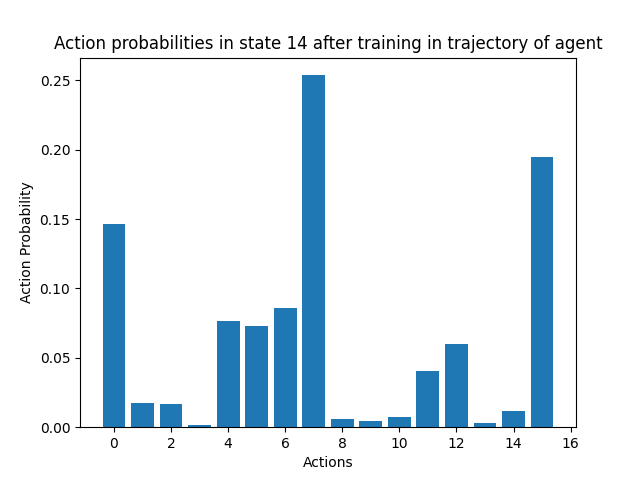 Action probabilities in state 14 after training in trajectory of agent
Action Probability
0.25
0.20
0.15
0.10
0.05
0.00
0 2 4 6 8 10 12 14 16
Actions